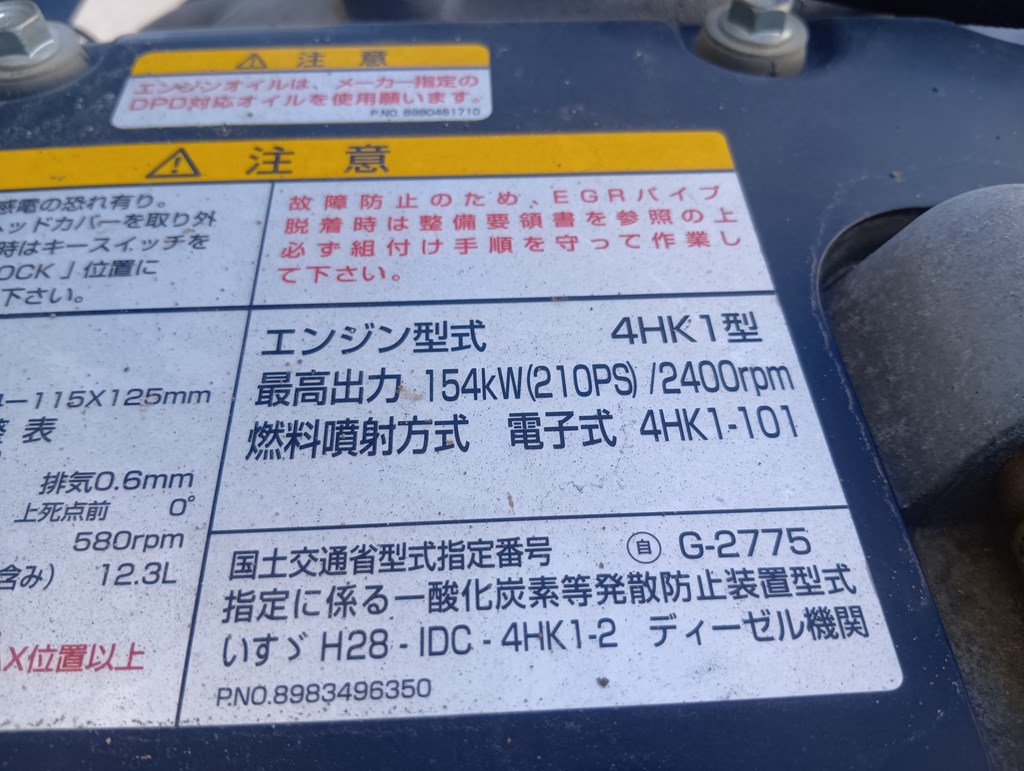 ⚠ 注意
エンジンオイルは、メーカー指定の
DPD対応オイルを使用願います。
P.NO. 8980461710
⚠ 注意
感電の恐れ有り。
ヘッドカバーを取り外
時はキースイッチを
OCK」位置に
下さい。
故障防止のため、EGRパイプ
脱着時は整備要領書を参照の上
必ず組付け手順を守って作業し
て下さい。
115X125mm
表
排気0.6mm
上死点前 0°
580rpm
含み) 12.3L
X位置以上
エンジン型式 4HK1型
最高出力 154kW(210PS) /2400rpm
燃料噴射方式 電子式 4HK1-101
国土交通省型式指定番号 ㉂ G-2775
指定に係る一酸化炭素等発散防止装置型式
いすゞ H28 - IDC - 4HK1-2 ディーゼル機関
P.NO.8983496350